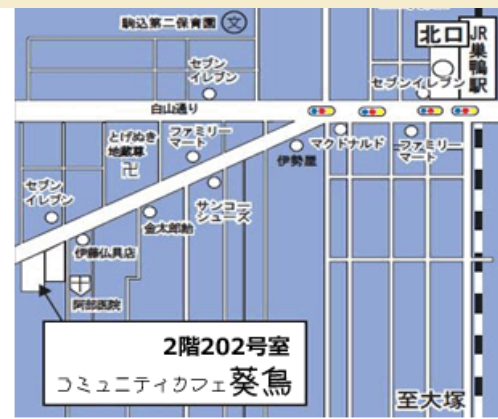 駒込第二保育園
文
北口
JR
巣鴨駅
セブン
イレブン
セブンイレブン
白山通り
とげぬき
地蔵尊
卍
ファミリー
マート
伊勢屋
マクドナルド
ファミリー
マート
セブン
イレブン
サンコー
シューズ
金太郎飴
伊藤仏具店
阿部医院
2階202号室
コミュニティカフェ葵鳥
至大塚